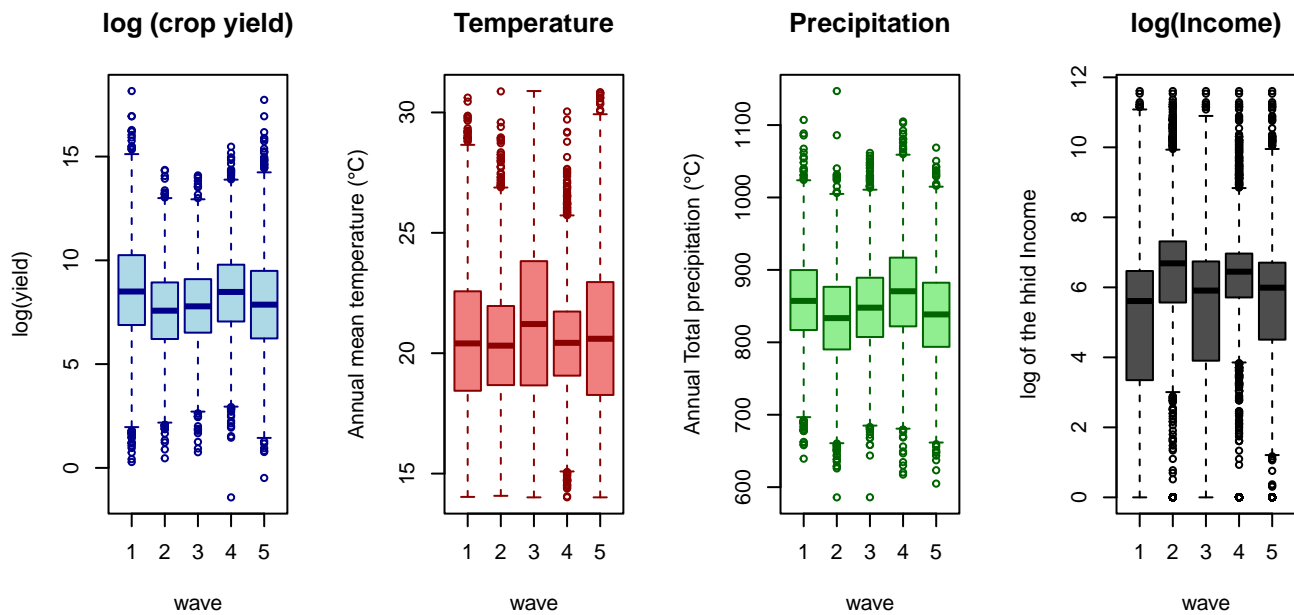 log (crop yield)
log(yield)
15
10
5
0
1 2 3 4 5
wave
Temperature
Annual mean temperature (°C)
30
25
20
15
1 2 3 4 5
wave
Precipitation
Annual Total precipitation (°C)
1100
1000
900
800
700
600
1 2 3 4 5
wave
log(Income)
log of the hhid Income
12
10
8
6
4
2
0
1 2 3 4 5
wave